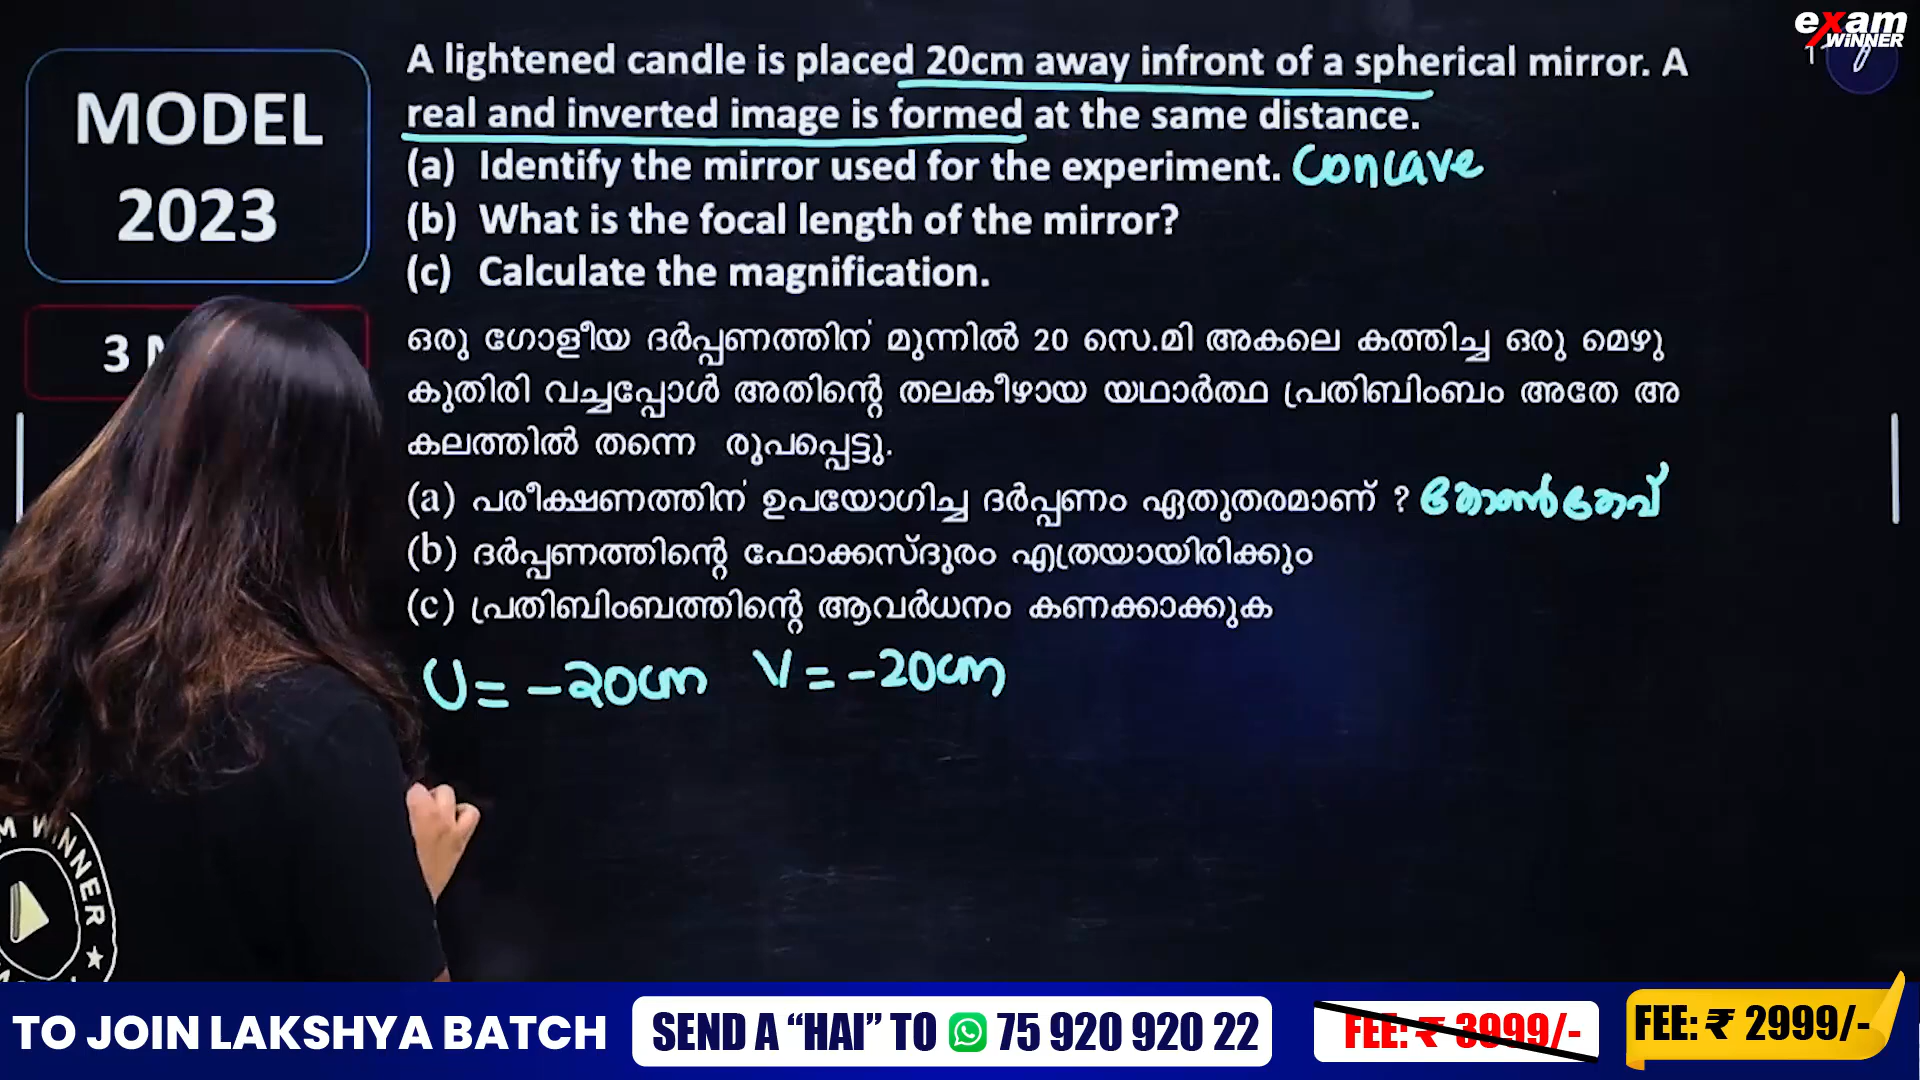 exam
WINNER
MODEL
2023
3
A lightened candle is placed 20cm away infront of a spherical mirror. A
real and inverted image is formed at the same distance.
(a) Identify the mirror used for the experiment. Concave
(b) What is the focal length of the mirror?
(c) Calculate the magnification.
ഒരു ഗോളീയ ദർപ്പണത്തിന് മുന്നിൽ 20 സെ.മി അകലെ കത്തിച്ച ഒരു മെഴു
കുതിരി വച്ചപ്പോൾ അതിന്റെ തലകീഴായ യഥാർത്ഥ പ്രതിബിംബം അതേ അ
കലത്തിൽ തന്നെ രൂപപ്പെട്ടു.
(a) പരീക്ഷണത്തിന് ഉപയോഗിച്ച ദർപ്പണം ഏതുതരമാണ് ? കോൺകേവ്
(b) ദർപ്പണത്തിന്റെ ഫോക്കസ്ദൂരം എത്രയായിരിക്കും
(c) പ്രതിബിംബത്തിന്റെ ആവർധനം കണക്കാക്കുക
U = -20cm V = -20cm
WINNER
TO JOIN LAKSHYA BATCH
SEND A “HAI” TO 75 920 920 22
FEE: ₹ 3999/-
FEE: ₹ 2999/-